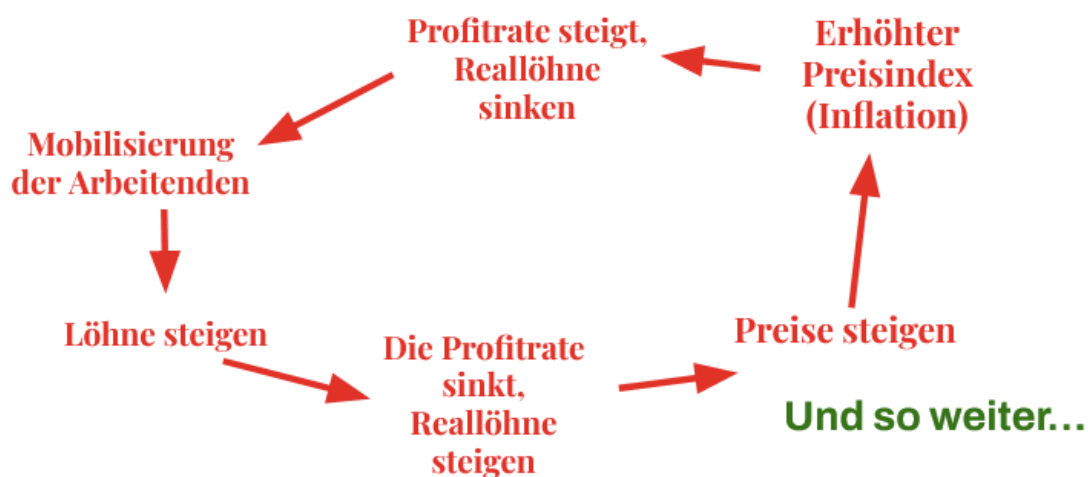 Profitrate steigt,
Reallöhne
sinken
Erhöhter
Preisindex
(Inflation)
Mobilisierung
der Arbeitenden
Löhne steigen
Die Profitrate
sinkt,
Reallöhne
steigen
Preise steigen
Und so weiter...